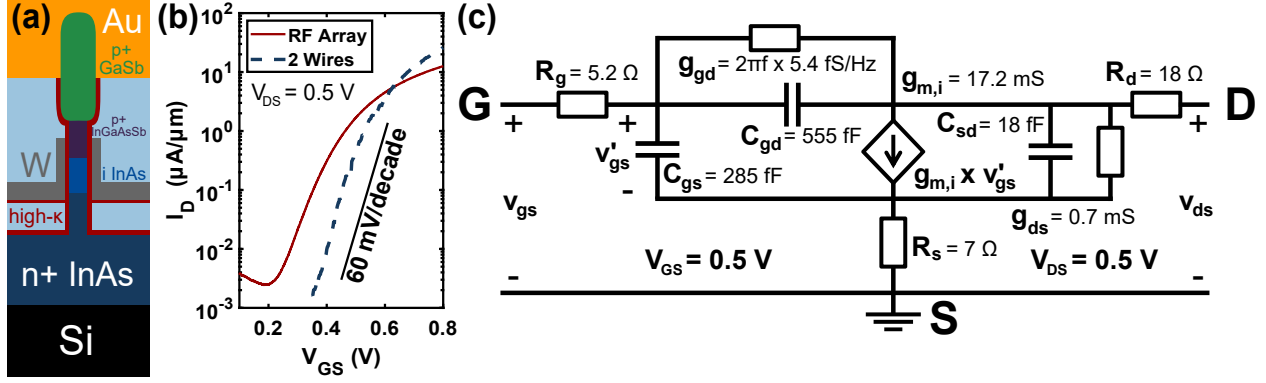 (a)
Au
p+
GaSb
p+
InGaAsSb
W
i InAs
high-κ
n+ InAs
Si
(b)
RF Array
2 Wires
V_DS = 0.5 V
60 mV/decade
I_D (µA/µm)
10^2
10^1
10^0
10^-1
10^-2
10^-3
0.2 0.4 0.6 0.8
V_GS (V)
(c)
R_g = 5.2 Ω
g_gd = 2πf x 5.4 fS/Hz
g_m,i = 17.2 mS
R_d = 18 Ω
G
D
+
+
+
C_gd = 555 fF
C_sd = 18 fF
v_gs'
C_gs = 285 fF
-
g_m,i x v_gs'
v_gs
g_ds = 0.7 mS
v_ds
R_s = 7 Ω
V_GS = 0.5 V
V_DS = 0.5 V
-
-
S